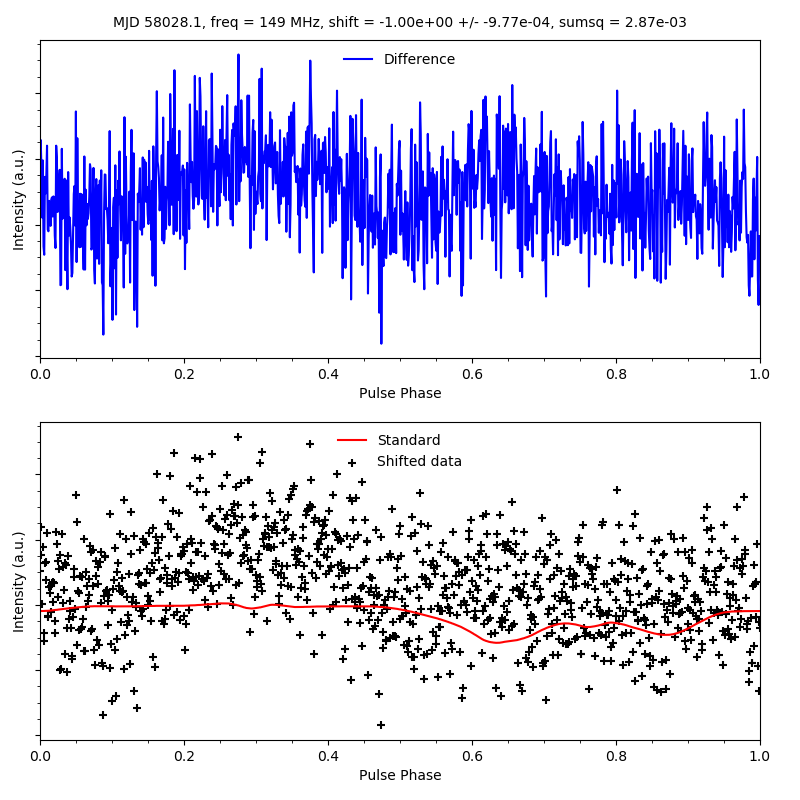 MJD 58028.1, freq = 149 MHz, shift = -1.00e+00 +/- -9.77e-04, sumsq = 2.87e-03
Difference
Intensity (a.u.)
0.0 0.2 0.4 0.6 0.8 1.0
Pulse Phase
Standard
Shifted data
Intensity (a.u.)
0.0 0.2 0.4 0.6 0.8 1.0
Pulse Phase